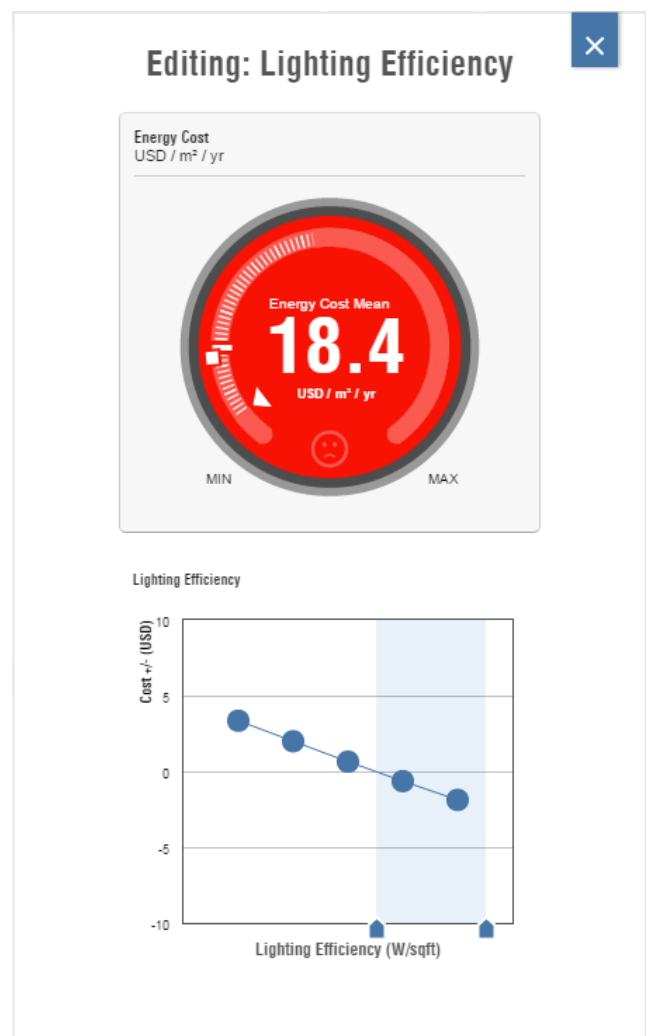 Editing: Lighting Efficiency
Energy Cost
USD / m² / yr
Energy Cost Mean
18.4
USD / m² / yr
MIN
MAX
Lighting Efficiency
Cost +/- (USD)
10
5
0
-5
-10
Lighting Efficiency (W/sqft)